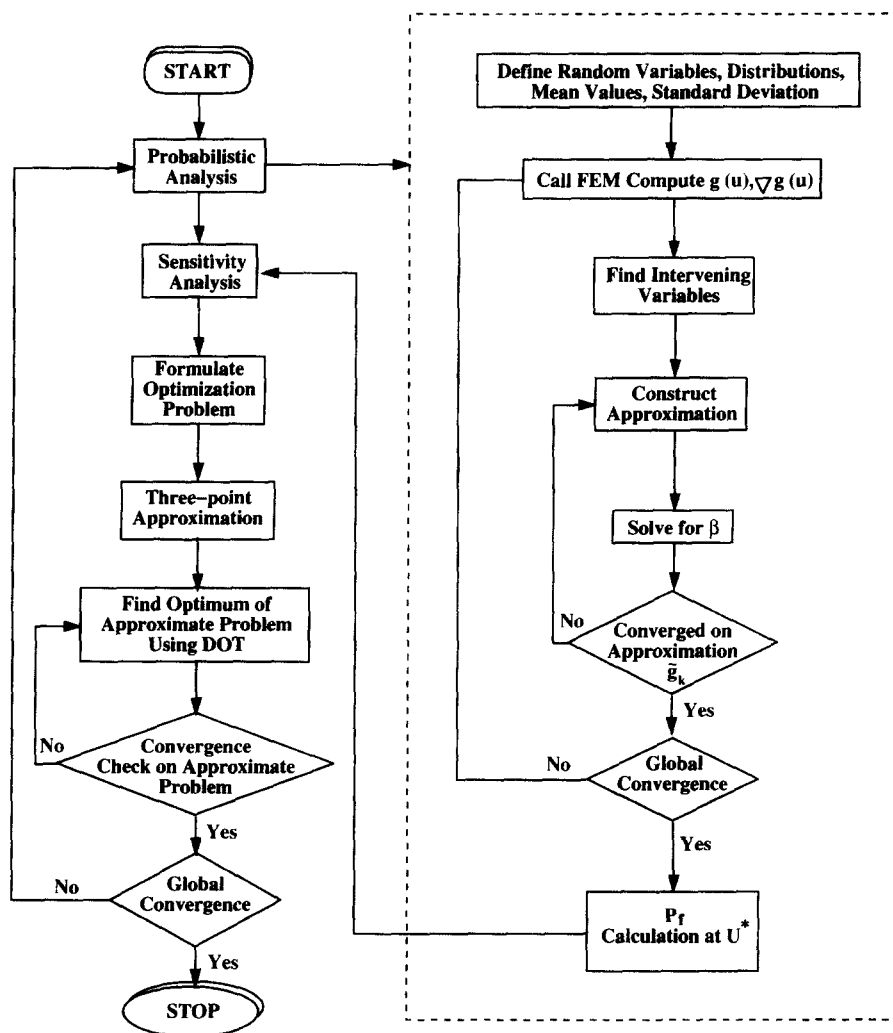 START
Probabilistic
Analysis
Sensitivity
Analysis
Formulate
Optimization
Problem
Three-point
Approximation
Find Optimum of
Approximate Problem
Using DOT
No
Convergence
Check on Approximate
Problem
Yes
No
Global
Convergence
Yes
STOP
Define Random Variables, Distributions,
Mean Values, Standard Deviation
Call FEM Compute g (u),∇g (u)
Find Intervening
Variables
Construct
Approximation
Solve for β
No
Converged on
Approximation
g̃ₖ
Yes
No
Global
Convergence
Yes
P_f
Calculation at U*